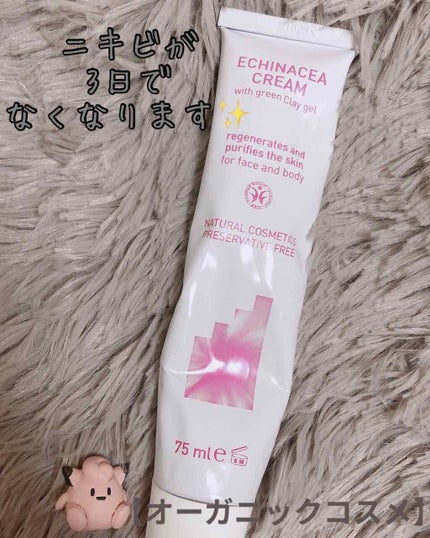 ニキビが
3日で
なくなります
ECHINACEA
CREAM
with green Clay gel
regenerates and
purifies the skin
for face and body
NATURAL COSMETICS
PRESERVATIVE FREE
75 ml e
6 M
【オーガニックコスメ】